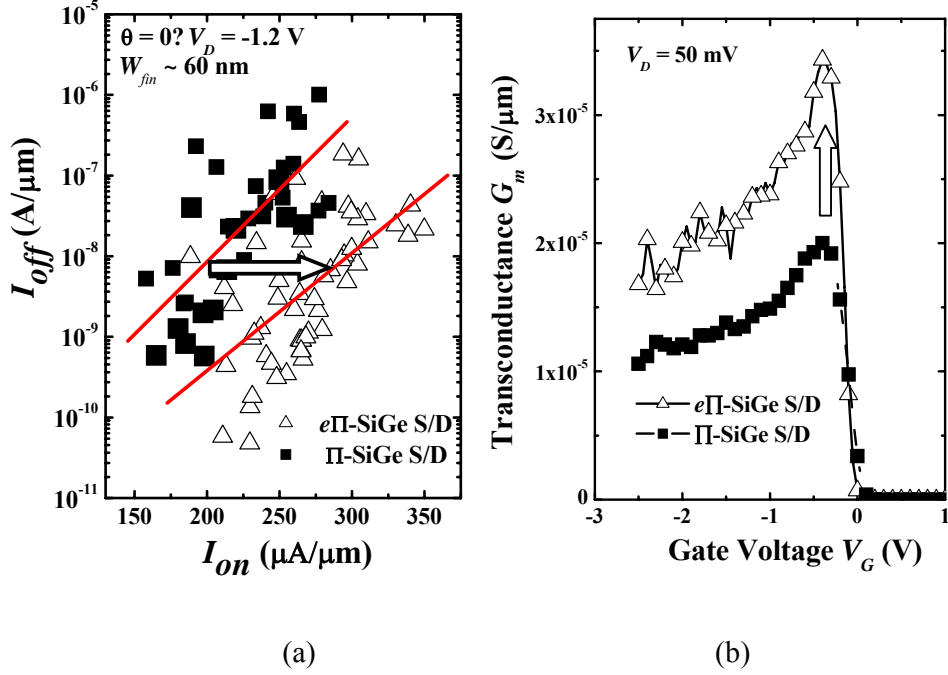 θ = 0? V_D = -1.2 V
W_fin ~ 60 nm
10⁻⁵
10⁻⁶
10⁻⁷
10⁻⁸
10⁻⁹
10⁻¹⁰
10⁻¹¹
I_off (A/μm)
eΠ-SiGe S/D
Π-SiGe S/D
150 200 250 300 350
I_on (μA/μm)
(a)
V_D = 50 mV
3x10⁻⁵
2x10⁻⁵
1x10⁻⁵
0
Transconductance G_m (S/μm)
eΠ-SiGe S/D
Π-SiGe S/D
-3 -2 -1 0 1
Gate Voltage V_G (V)
(b)